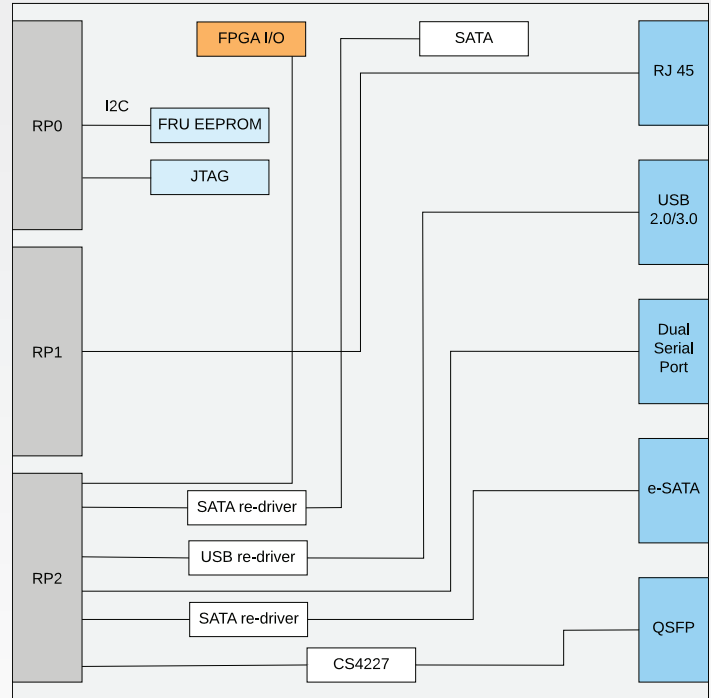 FPGA I/O
SATA
RJ 45
RP0
I2C
FRU EEPROM
JTAG
USB
2.0/3.0
RP1
Dual
Serial
Port
RP2
SATA re-driver
USB re-driver
SATA re-driver
CS4227
e-SATA
QSFP